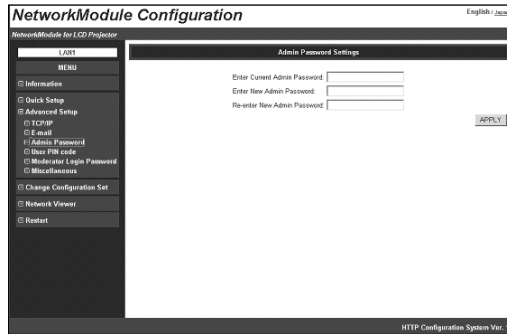 NetworkModule Configuration
English / Japa
NetworkModule for LCD Projector
LAN1
MENU
Information
Quick Setup
Advanced Setup
TCP/IP
E-mail
Admin Password
User PIN code
Moderator Login Password
Miscellaneous
Change Configuration Set
Network Viewer
Restart
Admin Password Settings
Enter Current Admin Password:
Enter New Admin Password:
Re-enter New Admin Password:
APPLY
HTTP Configuration System Ver.